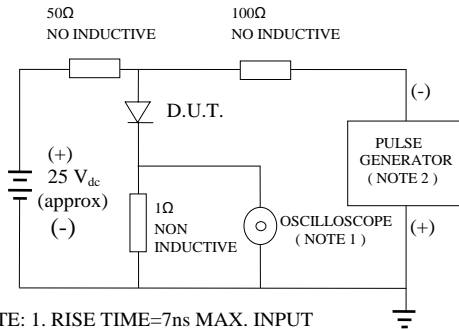 50Ω
NO INDUCTIVE
100Ω
NO INDUCTIVE
D.U.T.
(-)
PULSE
GENERATOR
( NOTE 2 )
(+)
(+)
25 Vdc
(approx)
(-)
1Ω
NON
INDUCTIVE
OSCILLOSCOPE
( NOTE 1 )
TE: 1. RISE TIME=7ns MAX. INPUT